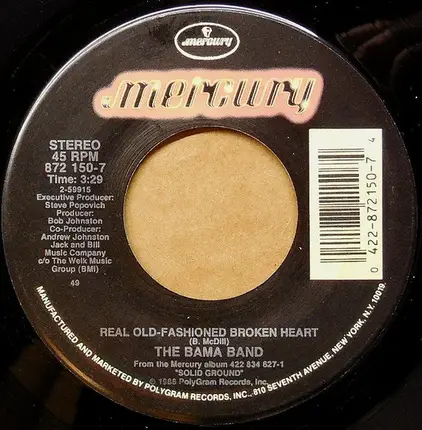 mercury
mercury
STEREO
45 RPM
872 150-7
Time: 3:29
2-59915
Executive Producer:
Steve Popovich
Producer:
Bob Johnston
Co-Producer:
Andrew Johnston
Jack and Bill
Music Company
c/o The Welk Music
Group (BMI)
49
4
0 422-872150-7
REAL OLD-FASHIONED BROKEN HEART
(B. McDill)
THE BAMA BAND
From the Mercury album 422 834 627-1
"SOLID GROUND"
℗ © 1988 PolyGram Records, Inc.
MANUFACTURED AND MARKETED BY POLYGRAM RECORDS, INC., 810 SEVENTH AVENUE, NEW YORK, N.Y. 10019.